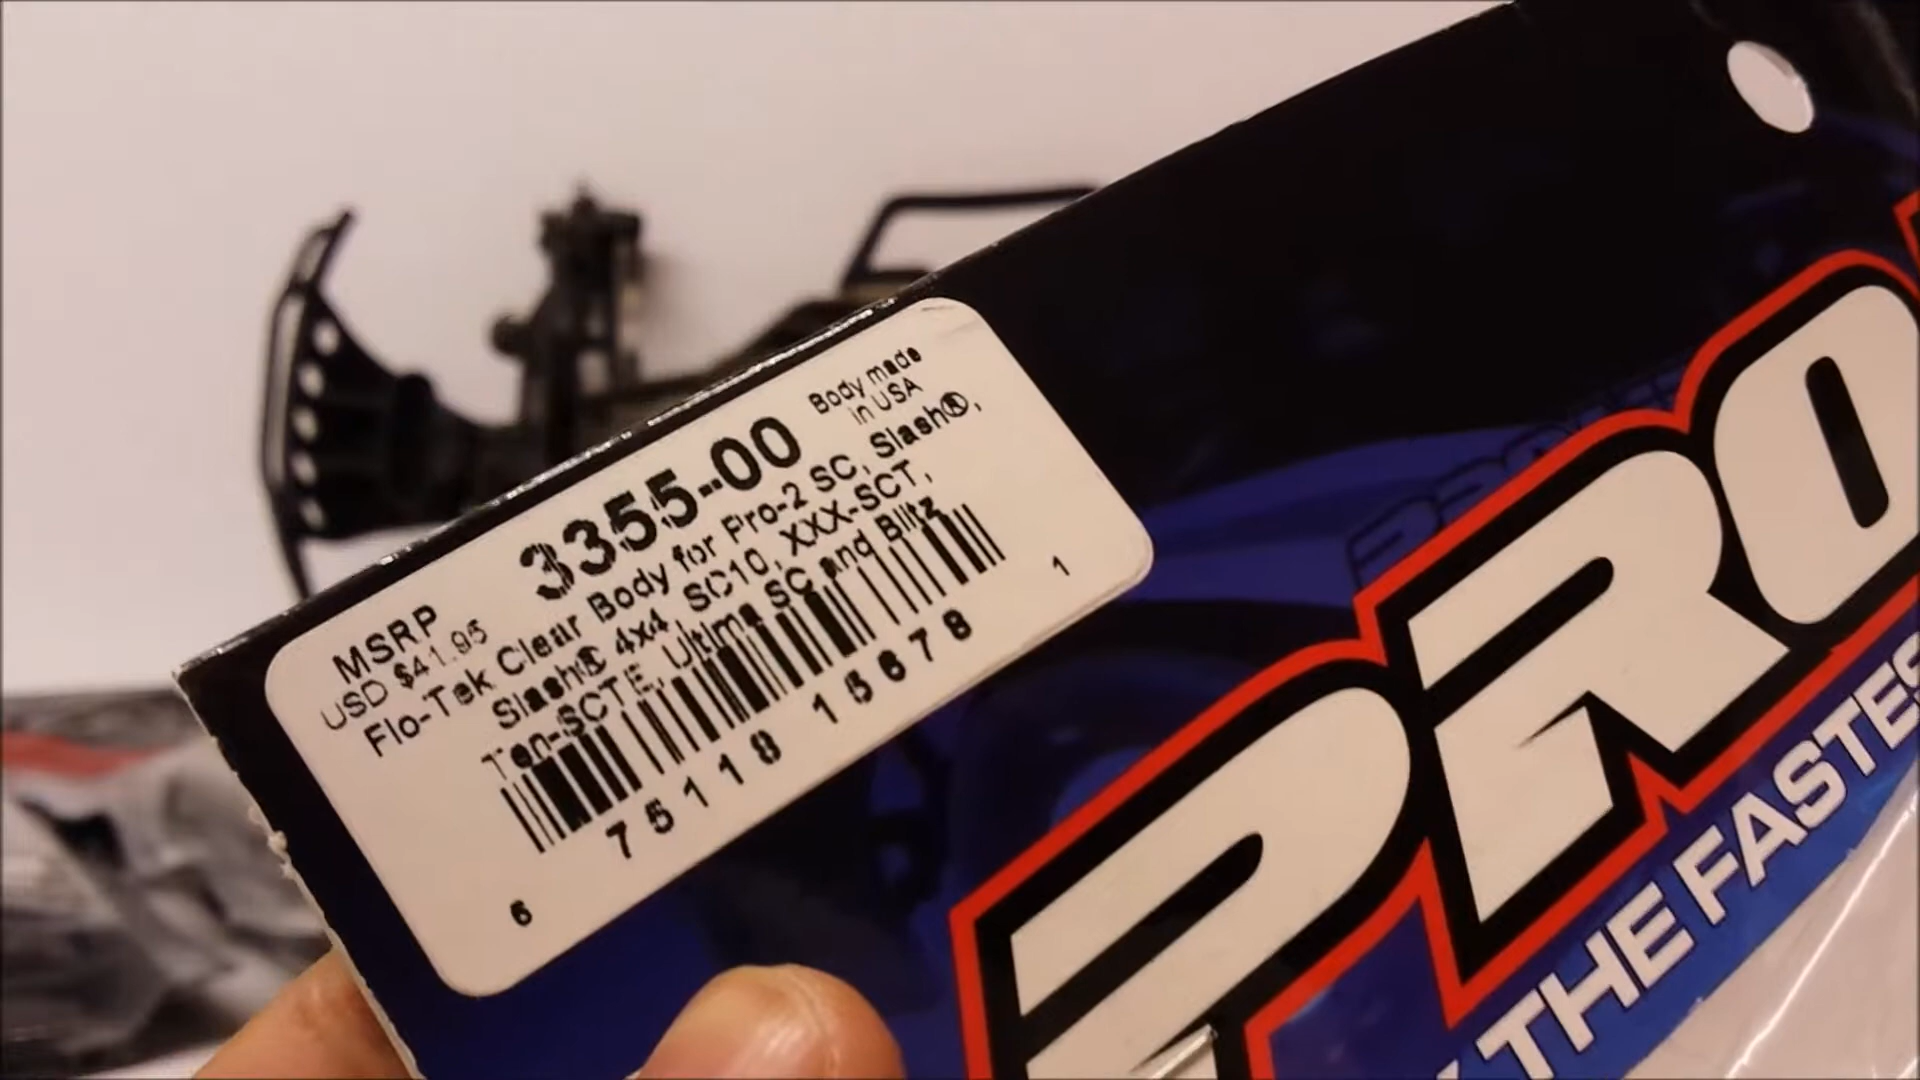 Body made
in USA
3355-00
MSRP
USD $41.95
Flo-Tek Clear Body for Pro-2 SC, Slash®,
Slash® 4x4, SC10, XXX-SCT,
Ten-SCTE, Ultima SC and Blitz
6 75118 15678 1
PRO
THE FASTES